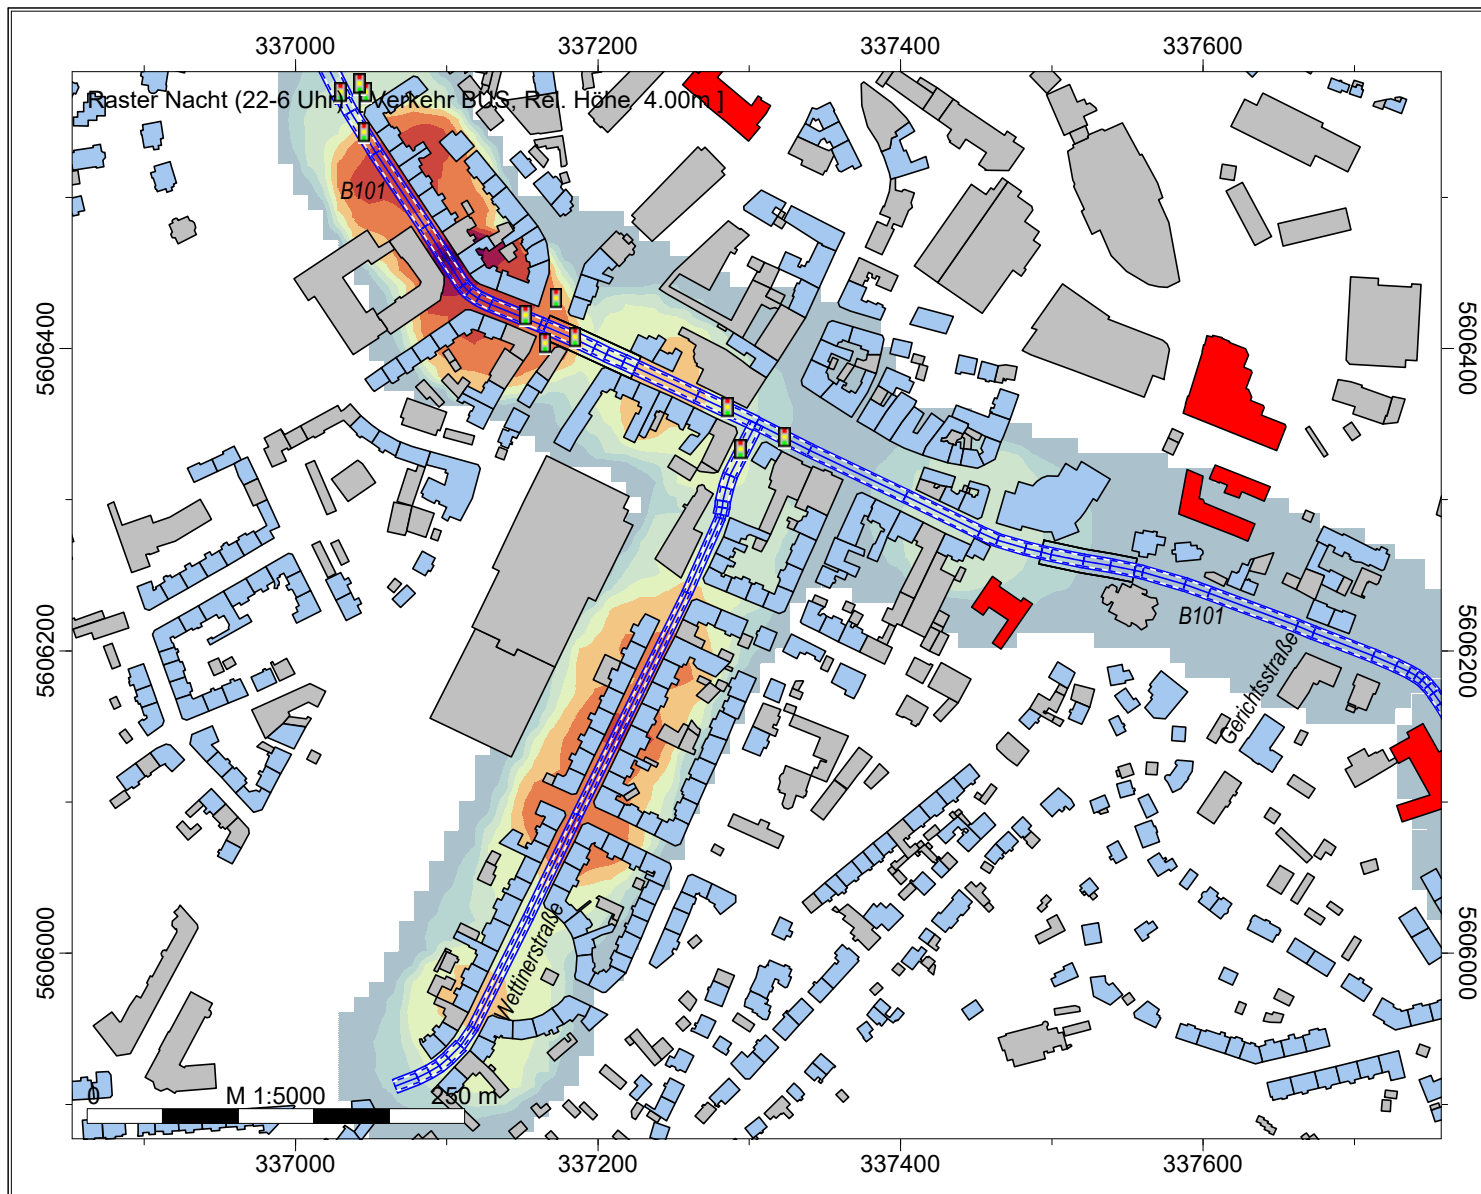 337000 337200 337400 337600
Raster Nacht (22-6 Uhr) [ Verkehr BUS, Rel. Höhe 4.00m ]
B101
5606400 5606400
5606200 5606200
B101
Gerichtsstraße
5606000 5606000
Wettinerstraße
0 M 1:5000 250 m
337000 337200 337400 337600